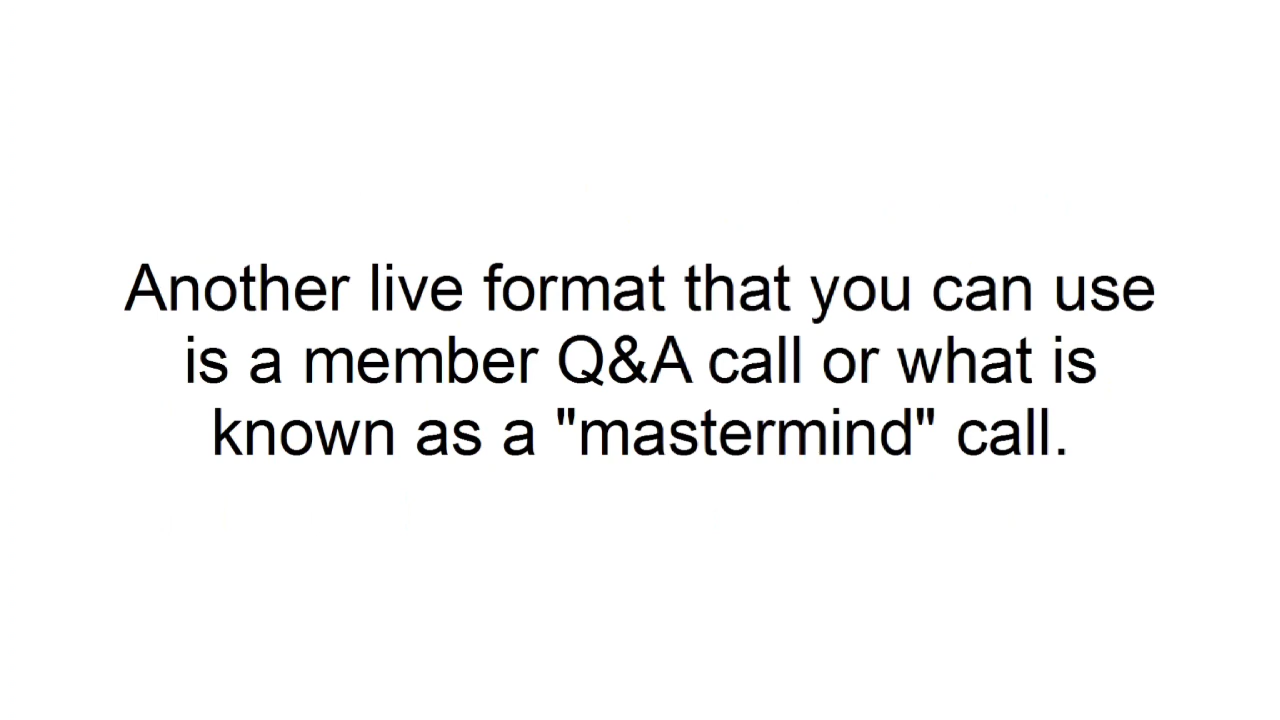 Another live format that you can use
is a member Q&A call or what is
known as a "mastermind" call.